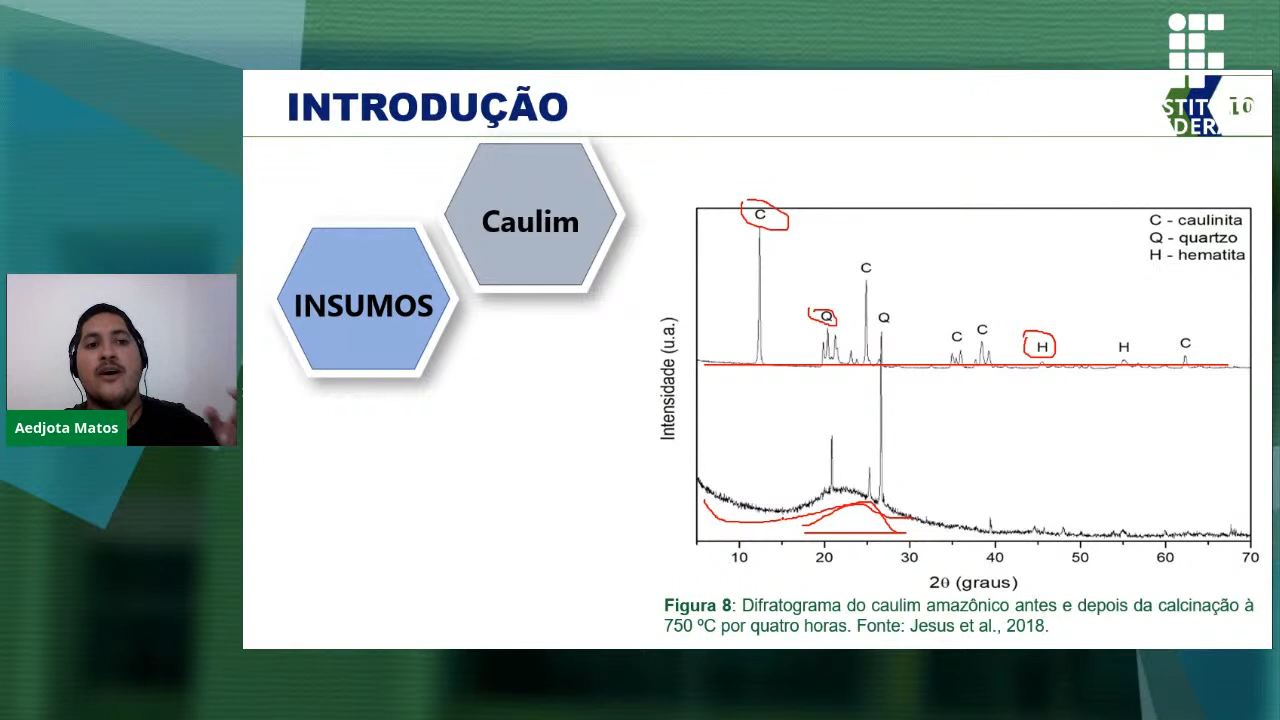 INTRODUÇÃO
Caulim
INSUMOS
Aedjota Matos
C
C - caulinita
Q - quartzo
H - hematita
C
Q
Q
C
C
H
H
C
Intensidade (u.a.)
10 20 30 40 50 60 70
2θ (graus)
Figura 8: Difratograma do caulim amazônico antes e depois da calcinação à
750 ºC por quatro horas. Fonte: Jesus et al., 2018.